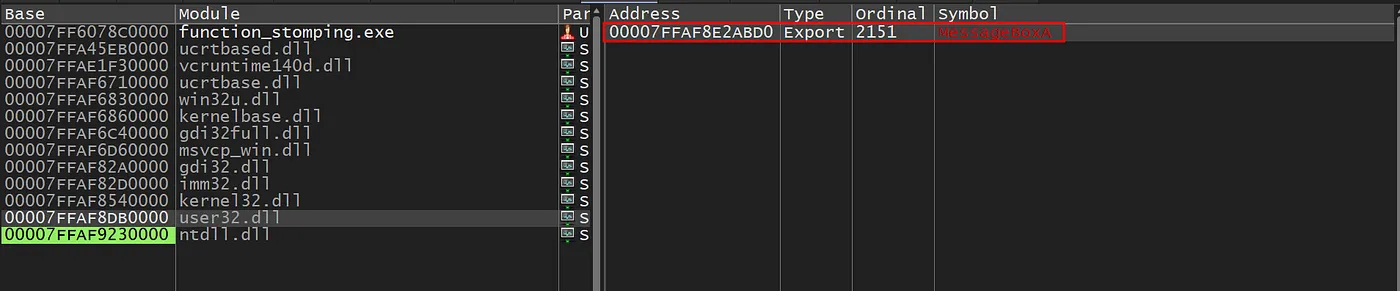 Base Module Par Address Type Ordinal Symbol
00007FF6078C0000 function_stomping.exe U 00007FFAF8E2ABD0 Export 2151 MessageBoxA
00007FFA45EB0000 ucrtbased.dll S
00007FFAE1F30000 vcruntime140d.dll S
00007FFAF6710000 ucrtbase.dll S
00007FFAF6830000 win32u.dll S
00007FFAF6860000 kernelbase.dll S
00007FFAF6C40000 gdi32full.dll S
00007FFAF6D60000 msvcp_win.dll S
00007FFAF82A0000 gdi32.dll S
00007FFAF82D0000 imm32.dll S
00007FFAF8540000 kernel32.dll S
00007FFAF8DB0000 user32.dll S
00007FFAF9230000 ntdll.dll S